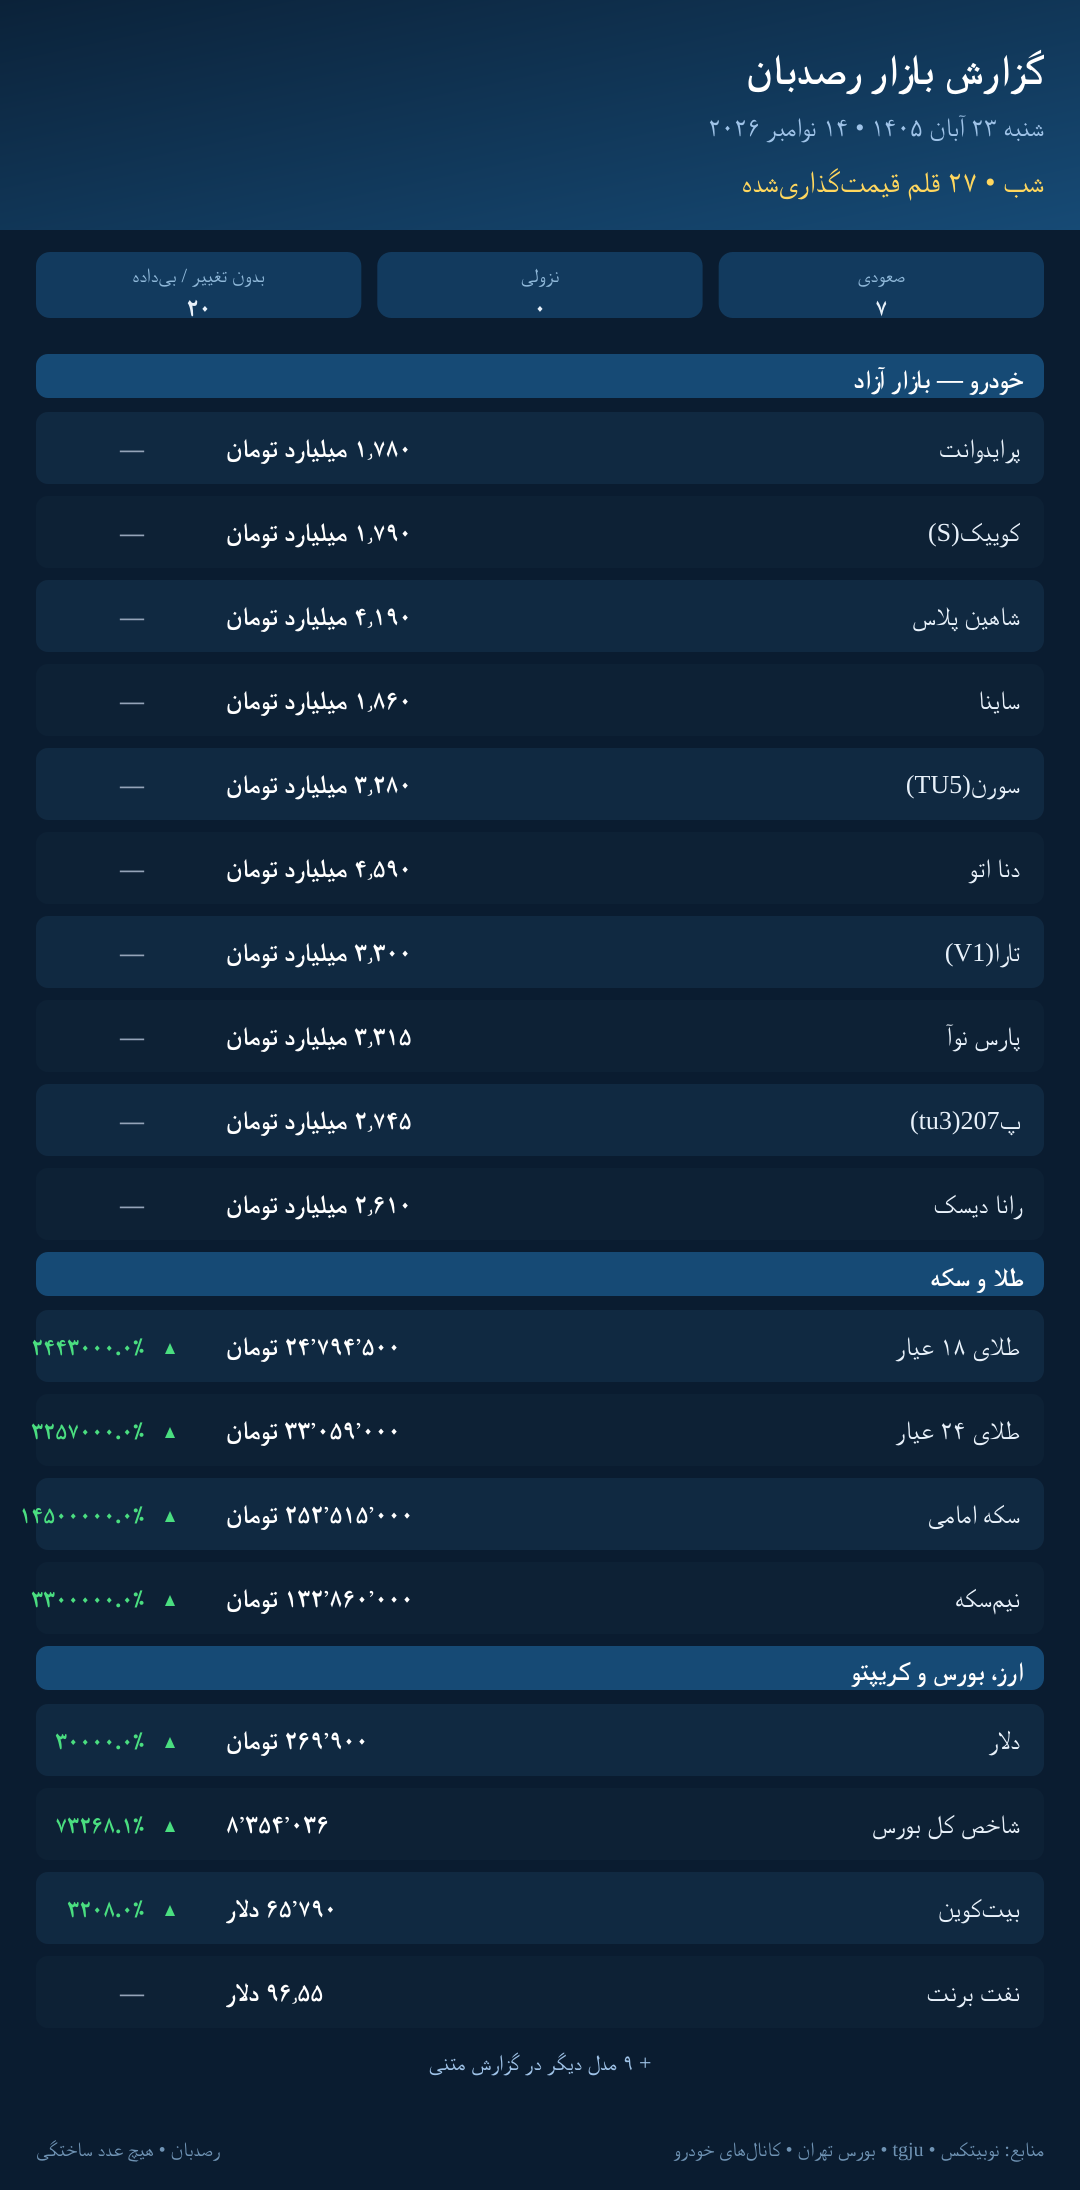 گزارش بازار رصدبان
شنبه ۲۳ آبان ۱۴۰۵ • ۱۴ نوامبر ۲۰۲۶
شب • ۲۷ قلم قیمت‌گذاری‌شده
صعودی
۷
نزولی
۰
بدون تغییر / بی‌داده
۲۰
خودرو — بازار آزاد
پرایدوانت ۱٫۷۸۰ میلیارد تومان —
کوییک(S) ۱٫۷۹۰ میلیارد تومان —
شاهین پلاس ۴٫۱۹۰ میلیارد تومان —
ساینا ۱٫۸۶۰ میلیارد تومان —
سورن(TU5) ۳٫۲۸۰ میلیارد تومان —
دنا اتو ۴٫۵۹۰ میلیارد تومان —
تارا(V1) ۳٫۳۰۰ میلیارد تومان —
پارس نوآ ۳٫۳۱۵ میلیارد تومان —
پ207(tu3) ۲٫۷۴۵ میلیارد تومان —
رانا دیسک ۲٫۶۱۰ میلیارد تومان —
طلا و سکه
طلای ۱۸ عیار ۲۴٬۷۹۴٬۵۰۰ تومان ▲ ۲۴۴۳۰۰۰.۰٪
طلای ۲۴ عیار ۳۳٬۰۵۹٬۰۰۰ تومان ▲ ۳۲۵۷۰۰۰.۰٪
سکه امامی ۲۵۲٬۵۱۵٬۰۰۰ تومان ▲ ۱۴۵۰۰۰۰۰.۰٪
نیم‌سکه ۱۳۲٬۸۶۰٬۰۰۰ تومان ▲ ۳۳۰۰۰۰۰.۰٪
ارز، بورس و کریپتو
دلار ۲۶۹٬۹۰۰ تومان ▲ ۳۰۰۰۰.۰٪
شاخص کل بورس ۸٬۳۵۴٬۰۳۶ ▲ ۷۳۲۶۸.۱٪
بیت‌کوین ۶۵٬۷۹۰ دلار ▲ ۳۲۰۸.۰٪
نفت برنت ۹۶٫۵۵ دلار —
+ ۹ مدل دیگر در گزارش متنی
منابع: نوبیتکس • tgju • بورس تهران • کانال‌های خودرو
رصدبان • هیچ عدد ساختگی